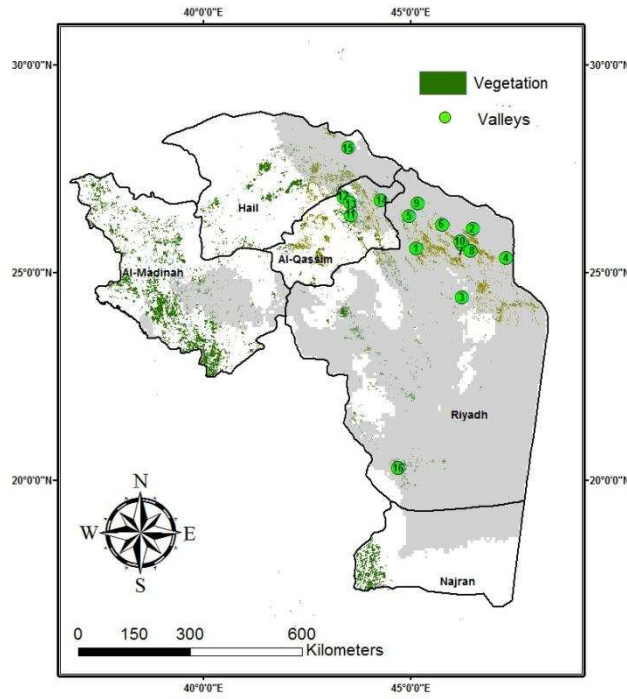 40°0'0"E 45°0'0"E
30°0'0"N 30°0'0"N
Vegetation
Valleys
15
Hail
12 14
13 9
11 5
6 2
10
1 7 8
4
Al-Qassim
Al-Madinah
25°0'0"N 25°0'0"N
3
Riyadh
16
20°0'0"N 20°0'0"N
N
W E
S
Najran
0 150 300 600
Kilometers
40°0'0"E 45°0'0"E